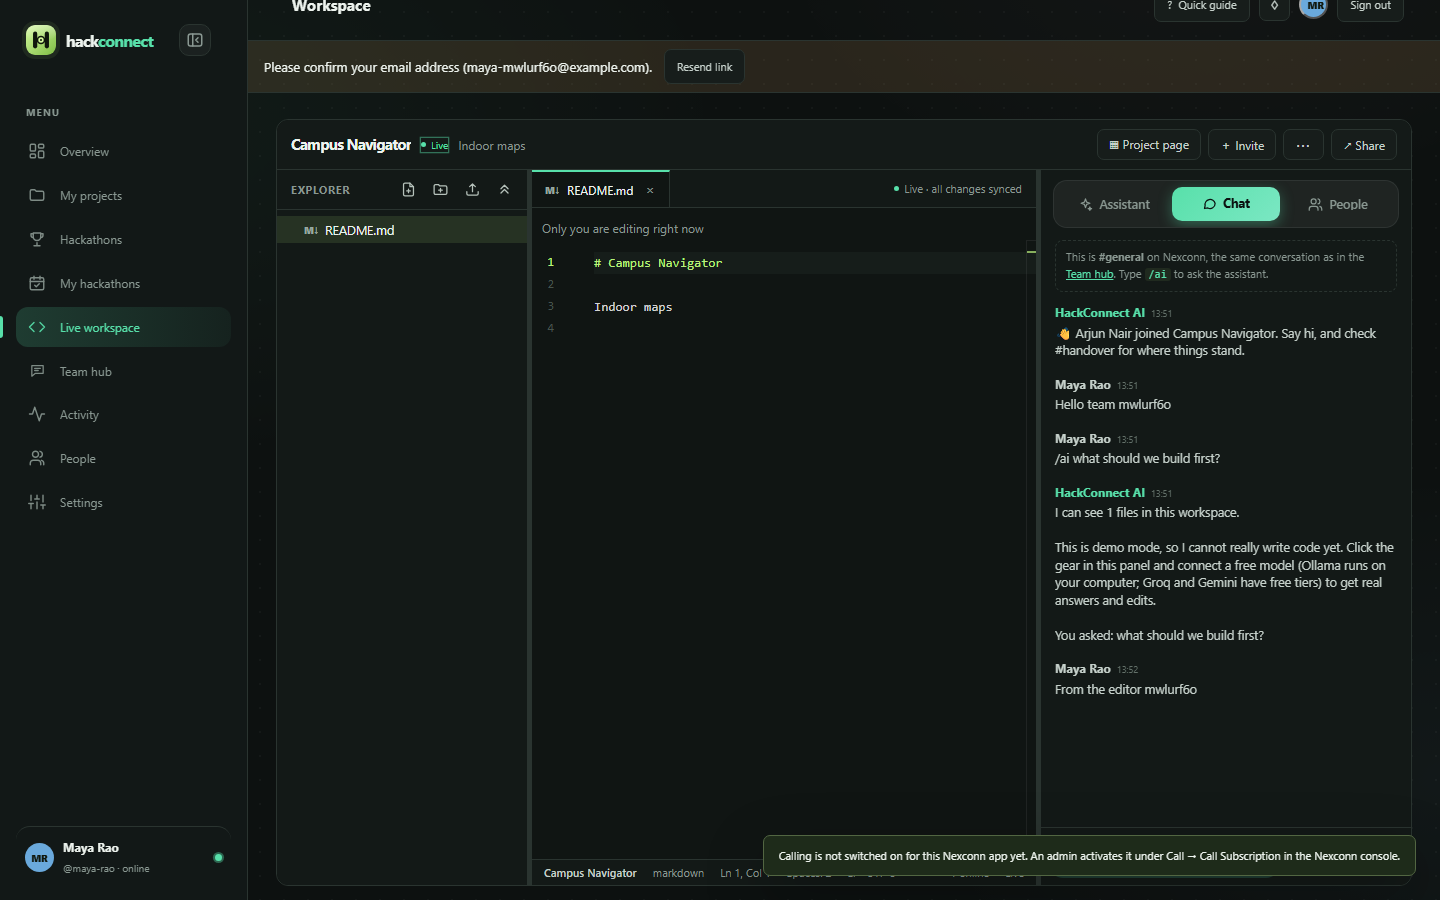 hackconnect
MENU
Overview
My projects
Hackathons
My hackathons
Live workspace
Team hub
Activity
People
Settings
MR
Maya Rao
@maya-rao · online
Workspace
? Quick guide
MR
Sign out
Please confirm your email address (maya-mwlurf6o@example.com).
Resend link
Campus Navigator
Live
Indoor maps
Project page
+ Invite
···
↗ Share
EXPLORER
M↓ README.md
M↓ README.md ×
Live · all changes synced
Only you are editing right now
1 # Campus Navigator
2
3 Indoor maps
4
Assistant
Chat
People
This is #general on Nexconn, the same conversation as in the
Team hub. Type /ai to ask the assistant.
HackConnect AI 13:51
👋 Arjun Nair joined Campus Navigator. Say hi, and check
#handover for where things stand.
Maya Rao 13:51
Hello team mwlurf6o
Maya Rao 13:51
/ai what should we build first?
HackConnect AI 13:51
I can see 1 files in this workspace.
This is demo mode, so I cannot really write code yet. Click the
gear in this panel and connect a free model (Ollama runs on
your computer; Groq and Gemini have free tiers) to get real
answers and edits.
You asked: what should we build first?
Maya Rao 13:52
From the editor mwlurf6o
Calling is not switched on for this Nexconn app yet. An admin activates it under Call → Call Subscription in the Nexconn console.
Campus Navigator
markdown
Ln 1, Col